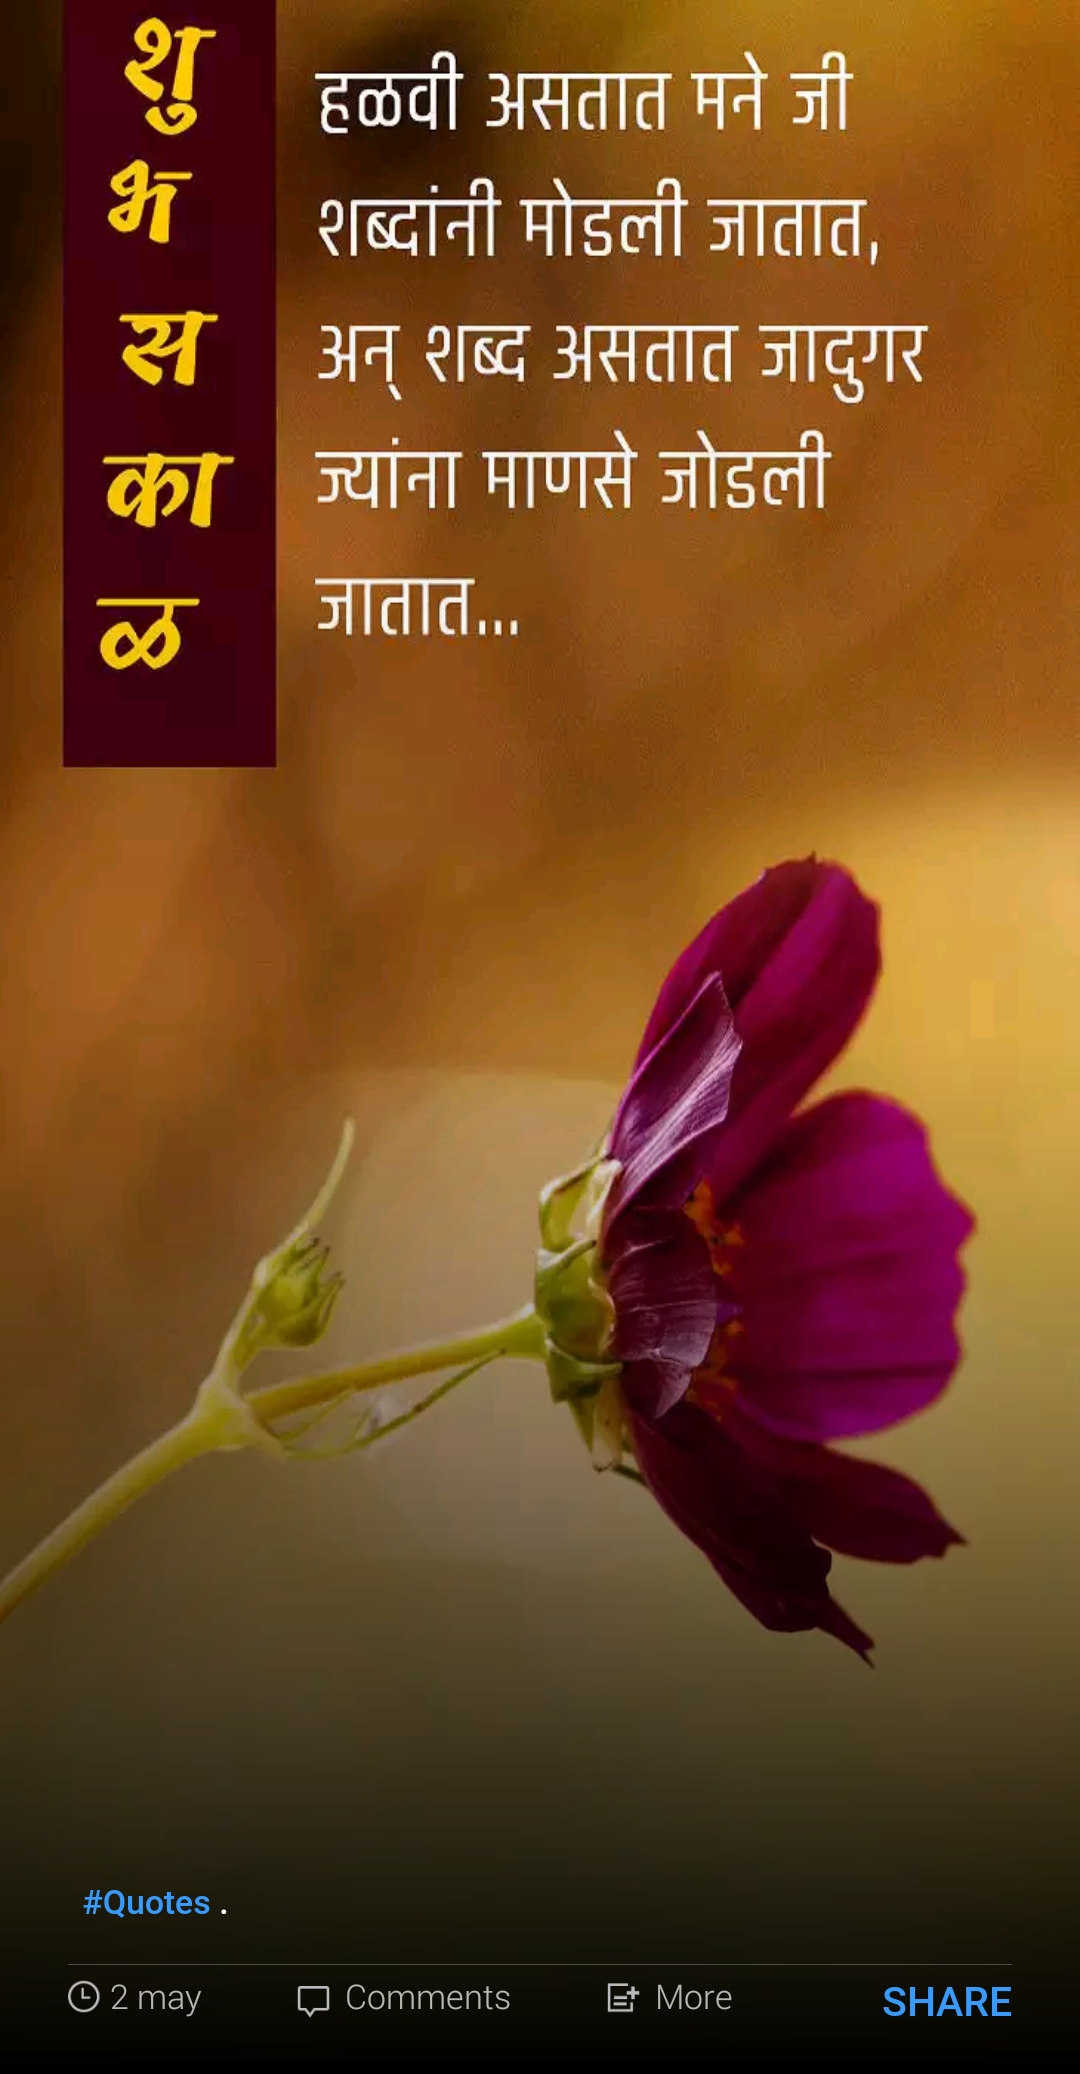 शु
भ
स
का
ळ
हळवी असतात मने जी
शब्दांनी मोडली जातात,
अन् शब्द असतात जादुगर
ज्यांना माणसे जोडली
जातात...
#Quotes .
2 may
Comments
More
SHARE